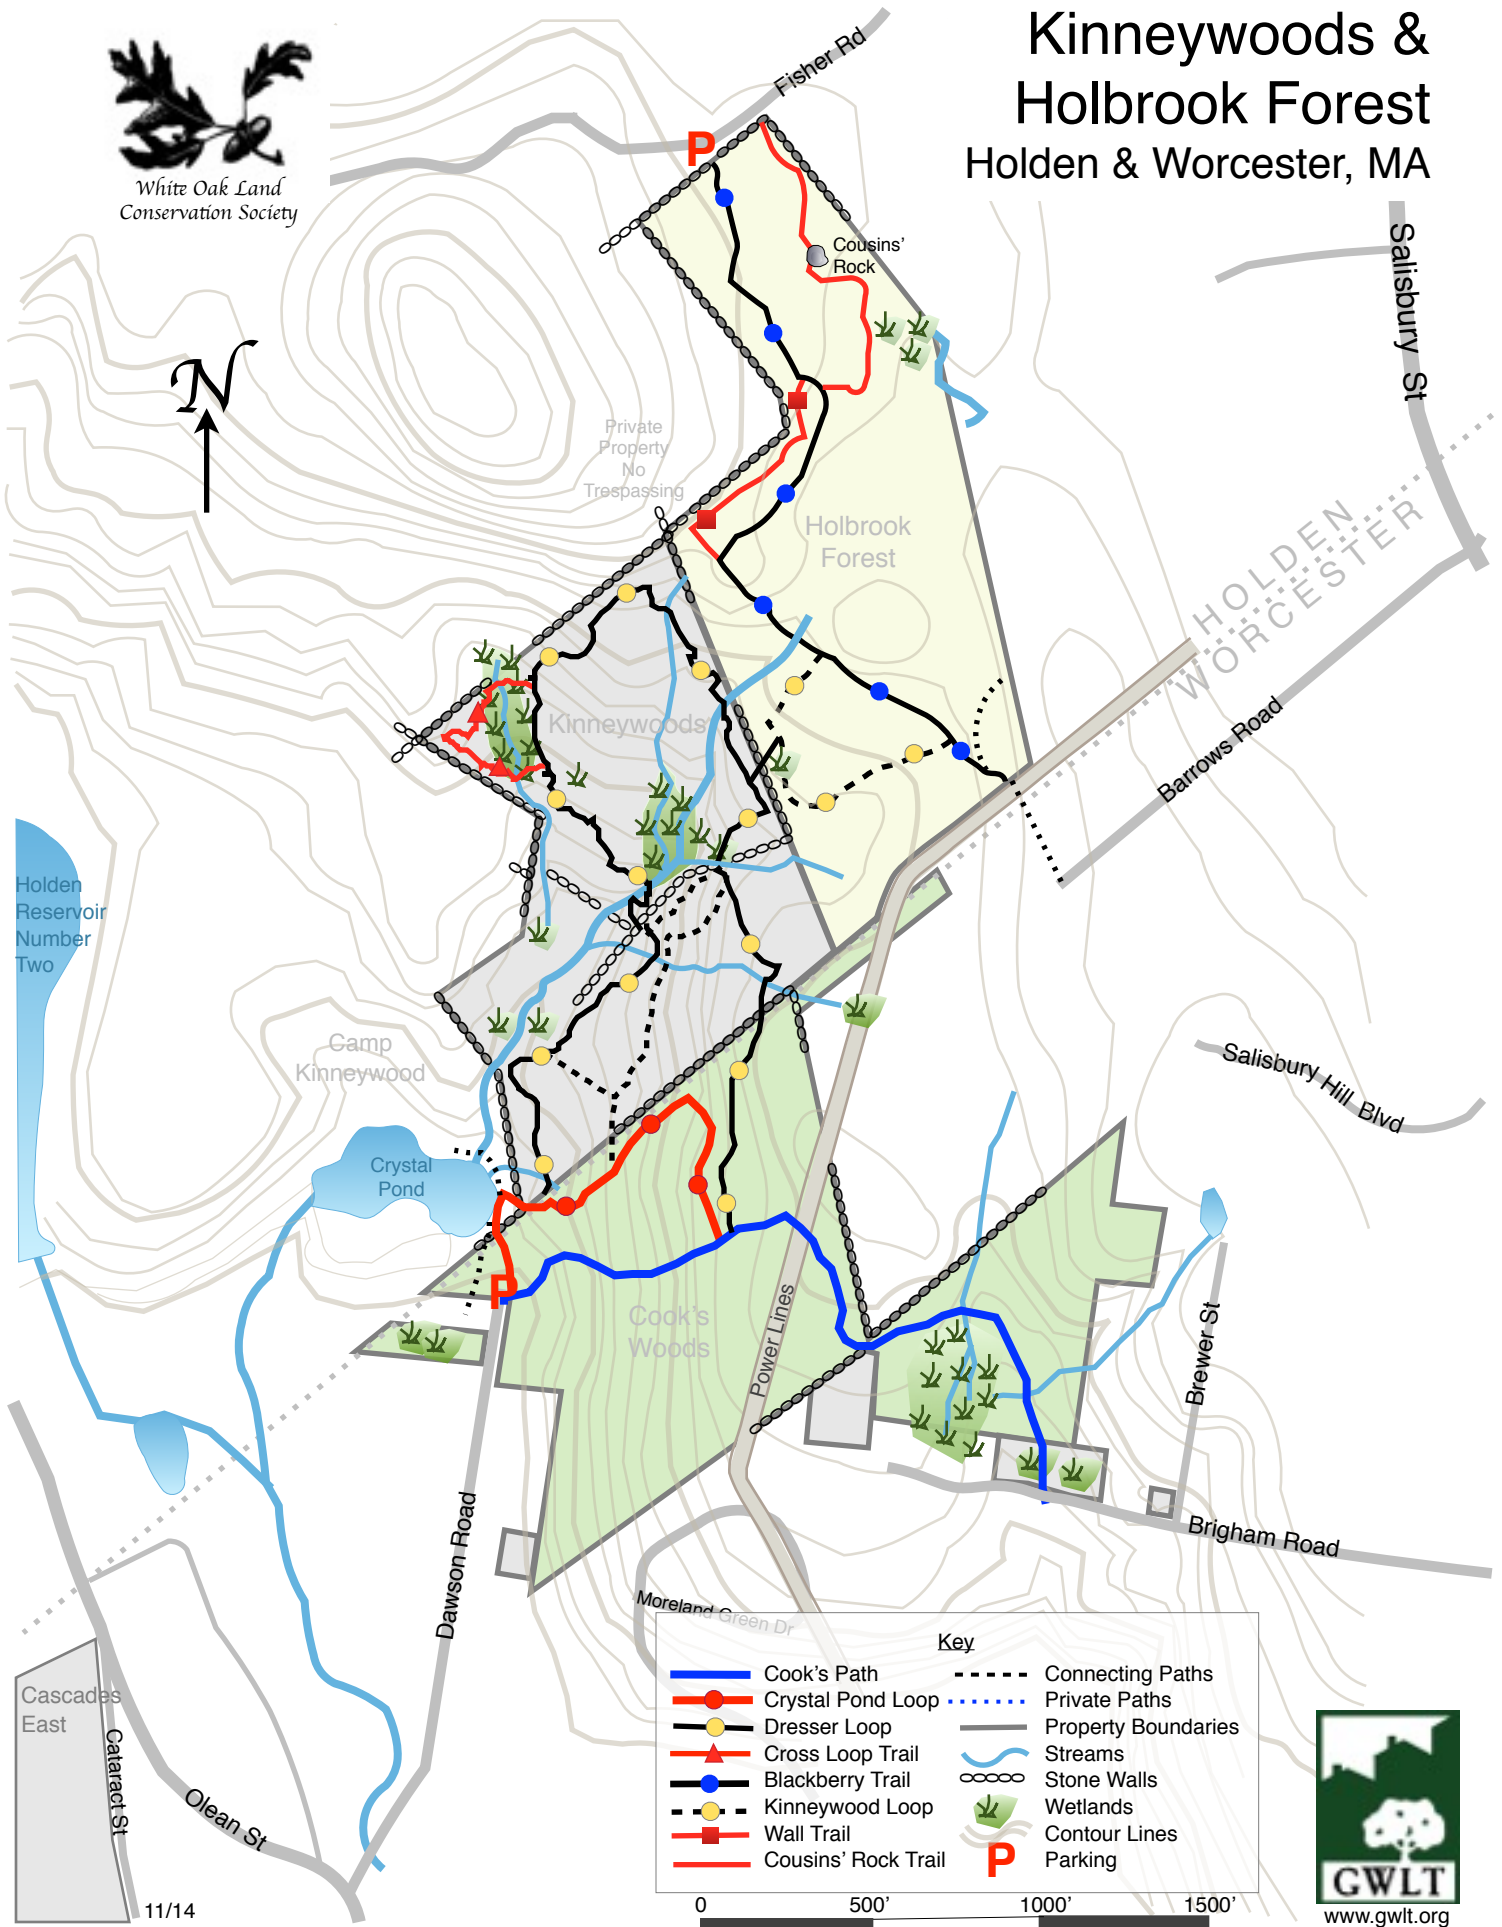 Kinneywoods &
Holbrook Forest
Holden & Worcester, MA
White Oak Land
Conservation Society
Fisher Rd
P
Cousins'
Rock
Salisbury St
N
Private
Property
No
Trespassing
Holbrook
Forest
HOLDEN
WORCESTER
Kinneywoods
Barrows Road
Holden
Reservoir
Number
Two
Camp
Kinneywood
Salisbury Hill Blvd
Crystal
Pond
P
Cook's
Woods
Power Lines
Brewer St
Brigham Road
Dawson Road
Moreland Green Dr
Cascades
East
Cataract St
Olean St
11/14
Key
Cook's Path
Crystal Pond Loop
Dresser Loop
Cross Loop Trail
Blackberry Trail
Kinneywood Loop
Wall Trail
Cousins' Rock Trail
Connecting Paths
Private Paths
Property Boundaries
Streams
Stone Walls
Wetlands
Contour Lines
P Parking
0 500' 1000' 1500'
GWLT
www.gwlt.org